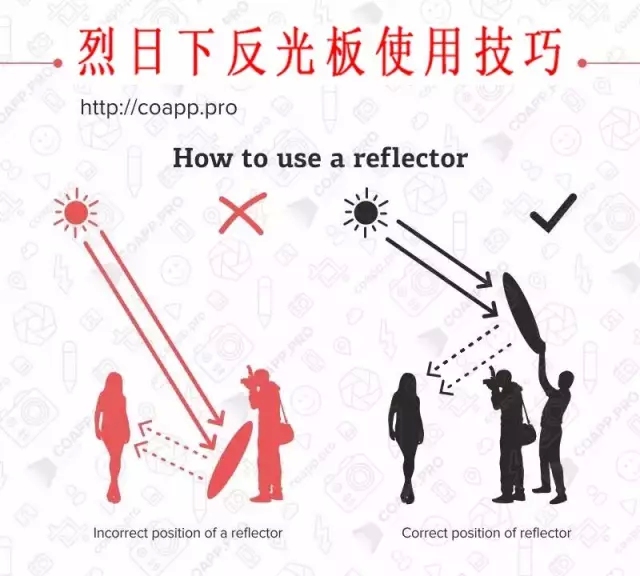 烈日下反光板使用技巧
http://coapp.pro
How to use a reflector
Incorrect position of a reflector
Correct position of reflector